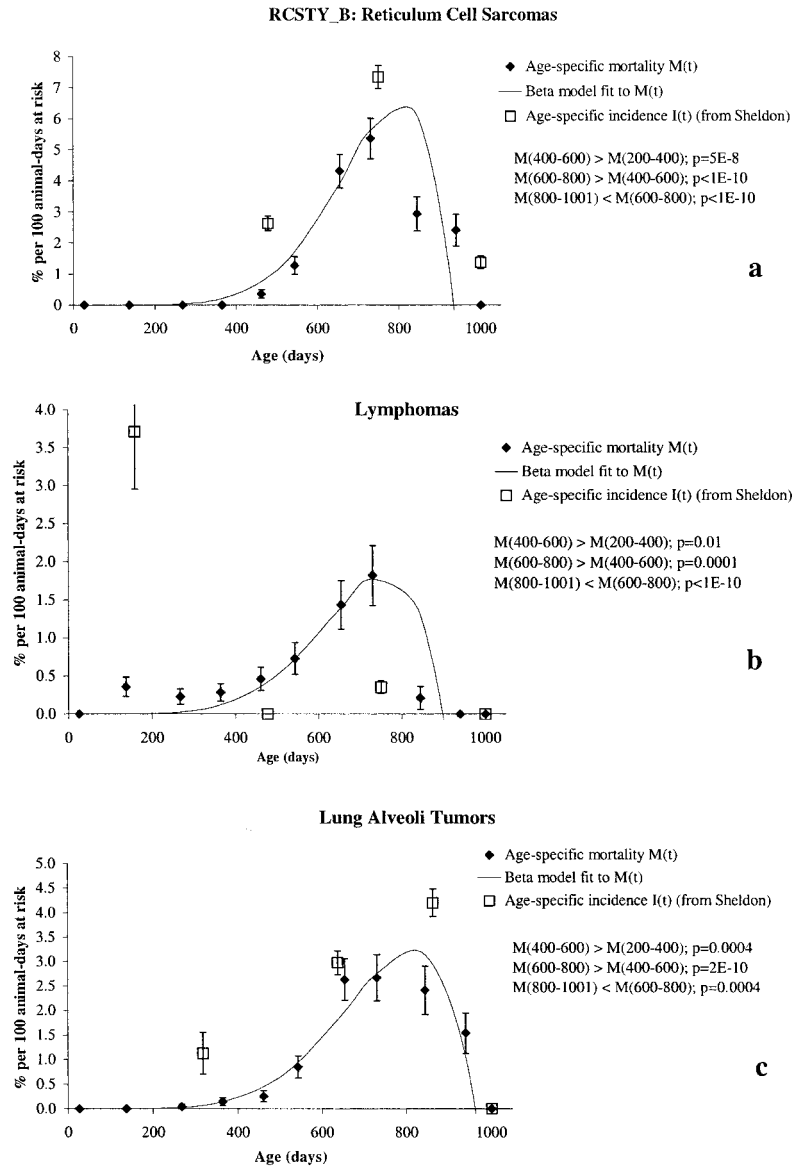 RCSTY_B: Reticulum Cell Sarcomas
% per 100 animal-days at risk
8
7
6
5
4
3
2
1
0
0 200 400 600 800 1000
Age (days)
Age-specific mortality M(t)
Beta model fit to M(t)
Age-specific incidence I(t) (from Sheldon)
M(400-600) > M(200-400); p=5E-8
M(600-800) > M(400-600); p<1E-10
M(800-1001) < M(600-800); p<1E-10
a
Lymphomas
% per 100 animal-days at risk
4.0
3.5
3.0
2.5
2.0
1.5
1.0
0.5
0.0
0 200 400 600 800 1000
Age (days)
Age-specific mortality M(t)
Beta model fit to M(t)
Age-specific incidence I(t) (from Sheldon)
M(400-600) > M(200-400); p=0.01
M(600-800) > M(400-600); p=0.0001
M(800-1001) < M(600-800); p<1E-10
b
Lung Alveoli Tumors
% per 100 animal-days at risk
5.0
4.5
4.0
3.5
3.0
2.5
2.0
1.5
1.0
0.5
0.0
0 200 400 600 800 1000
Age (days)
Age-specific mortality M(t)
Beta model fit to M(t)
Age-specific incidence I(t) (from Sheldon)
M(400-600) > M(200-400); p=0.0004
M(600-800) > M(400-600); p=2E-10
M(800-1001) < M(600-800); p=0.0004
c